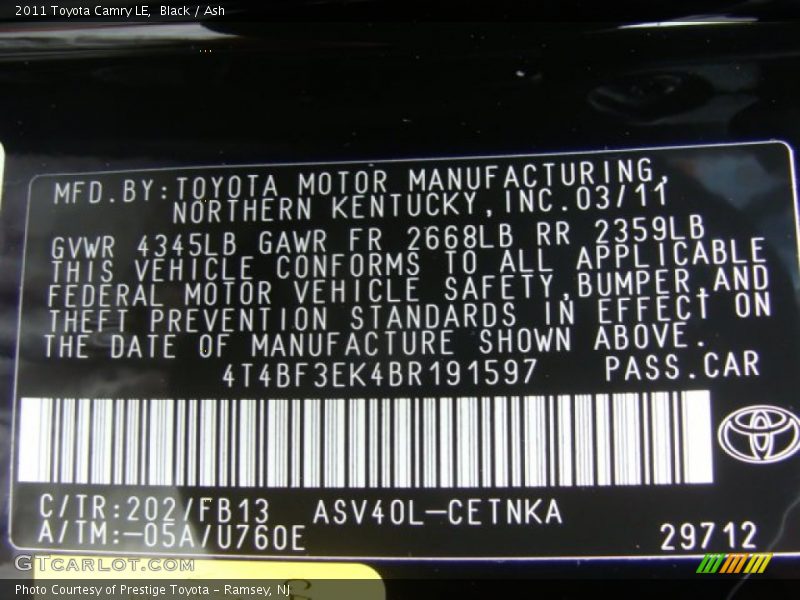 2011 Toyota Camry LE, Black / Ash
MFD.BY:TOYOTA MOTOR MANUFACTURING,
NORTHERN KENTUCKY,INC.03/11
GVWR 4345LB GAWR FR 2668LB RR 2359LB
THIS VEHICLE CONFORMS TO ALL APPLICABLE
FEDERAL MOTOR VEHICLE SAFETY,BUMPER,AND
THEFT PREVENTION STANDARDS IN EFFECT ON
THE DATE OF MANUFACTURE SHOWN ABOVE.
4T4BF3EK4BR191597 PASS.CAR
C/TR:202/FB13 ASV40L-CETNKA
A/TM:-05A/U760E 29712
GTcarlot.com
Photo Courtesy of Prestige Toyota - Ramsey, NJ